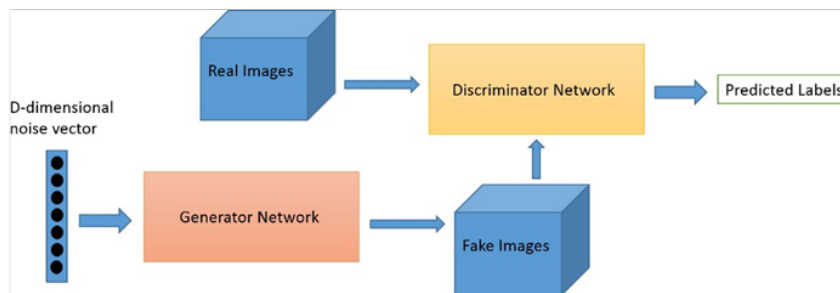 Real Images
Discriminator Network
Predicted Labels
D-dimensional
noise vector
Generator Network
Fake Images